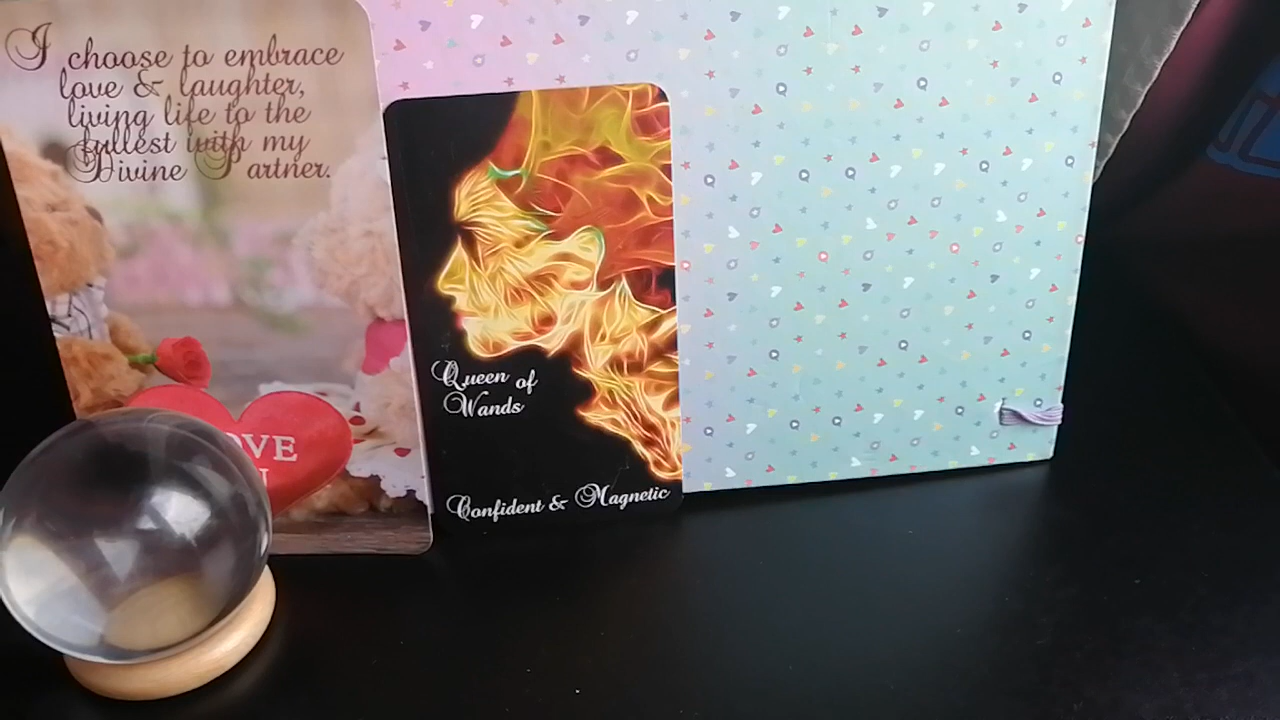 I choose to embrace
love & laughter,
living life to the
fullest with my
Divine Partner.
Queen of
Wands
Confident & Magnetic